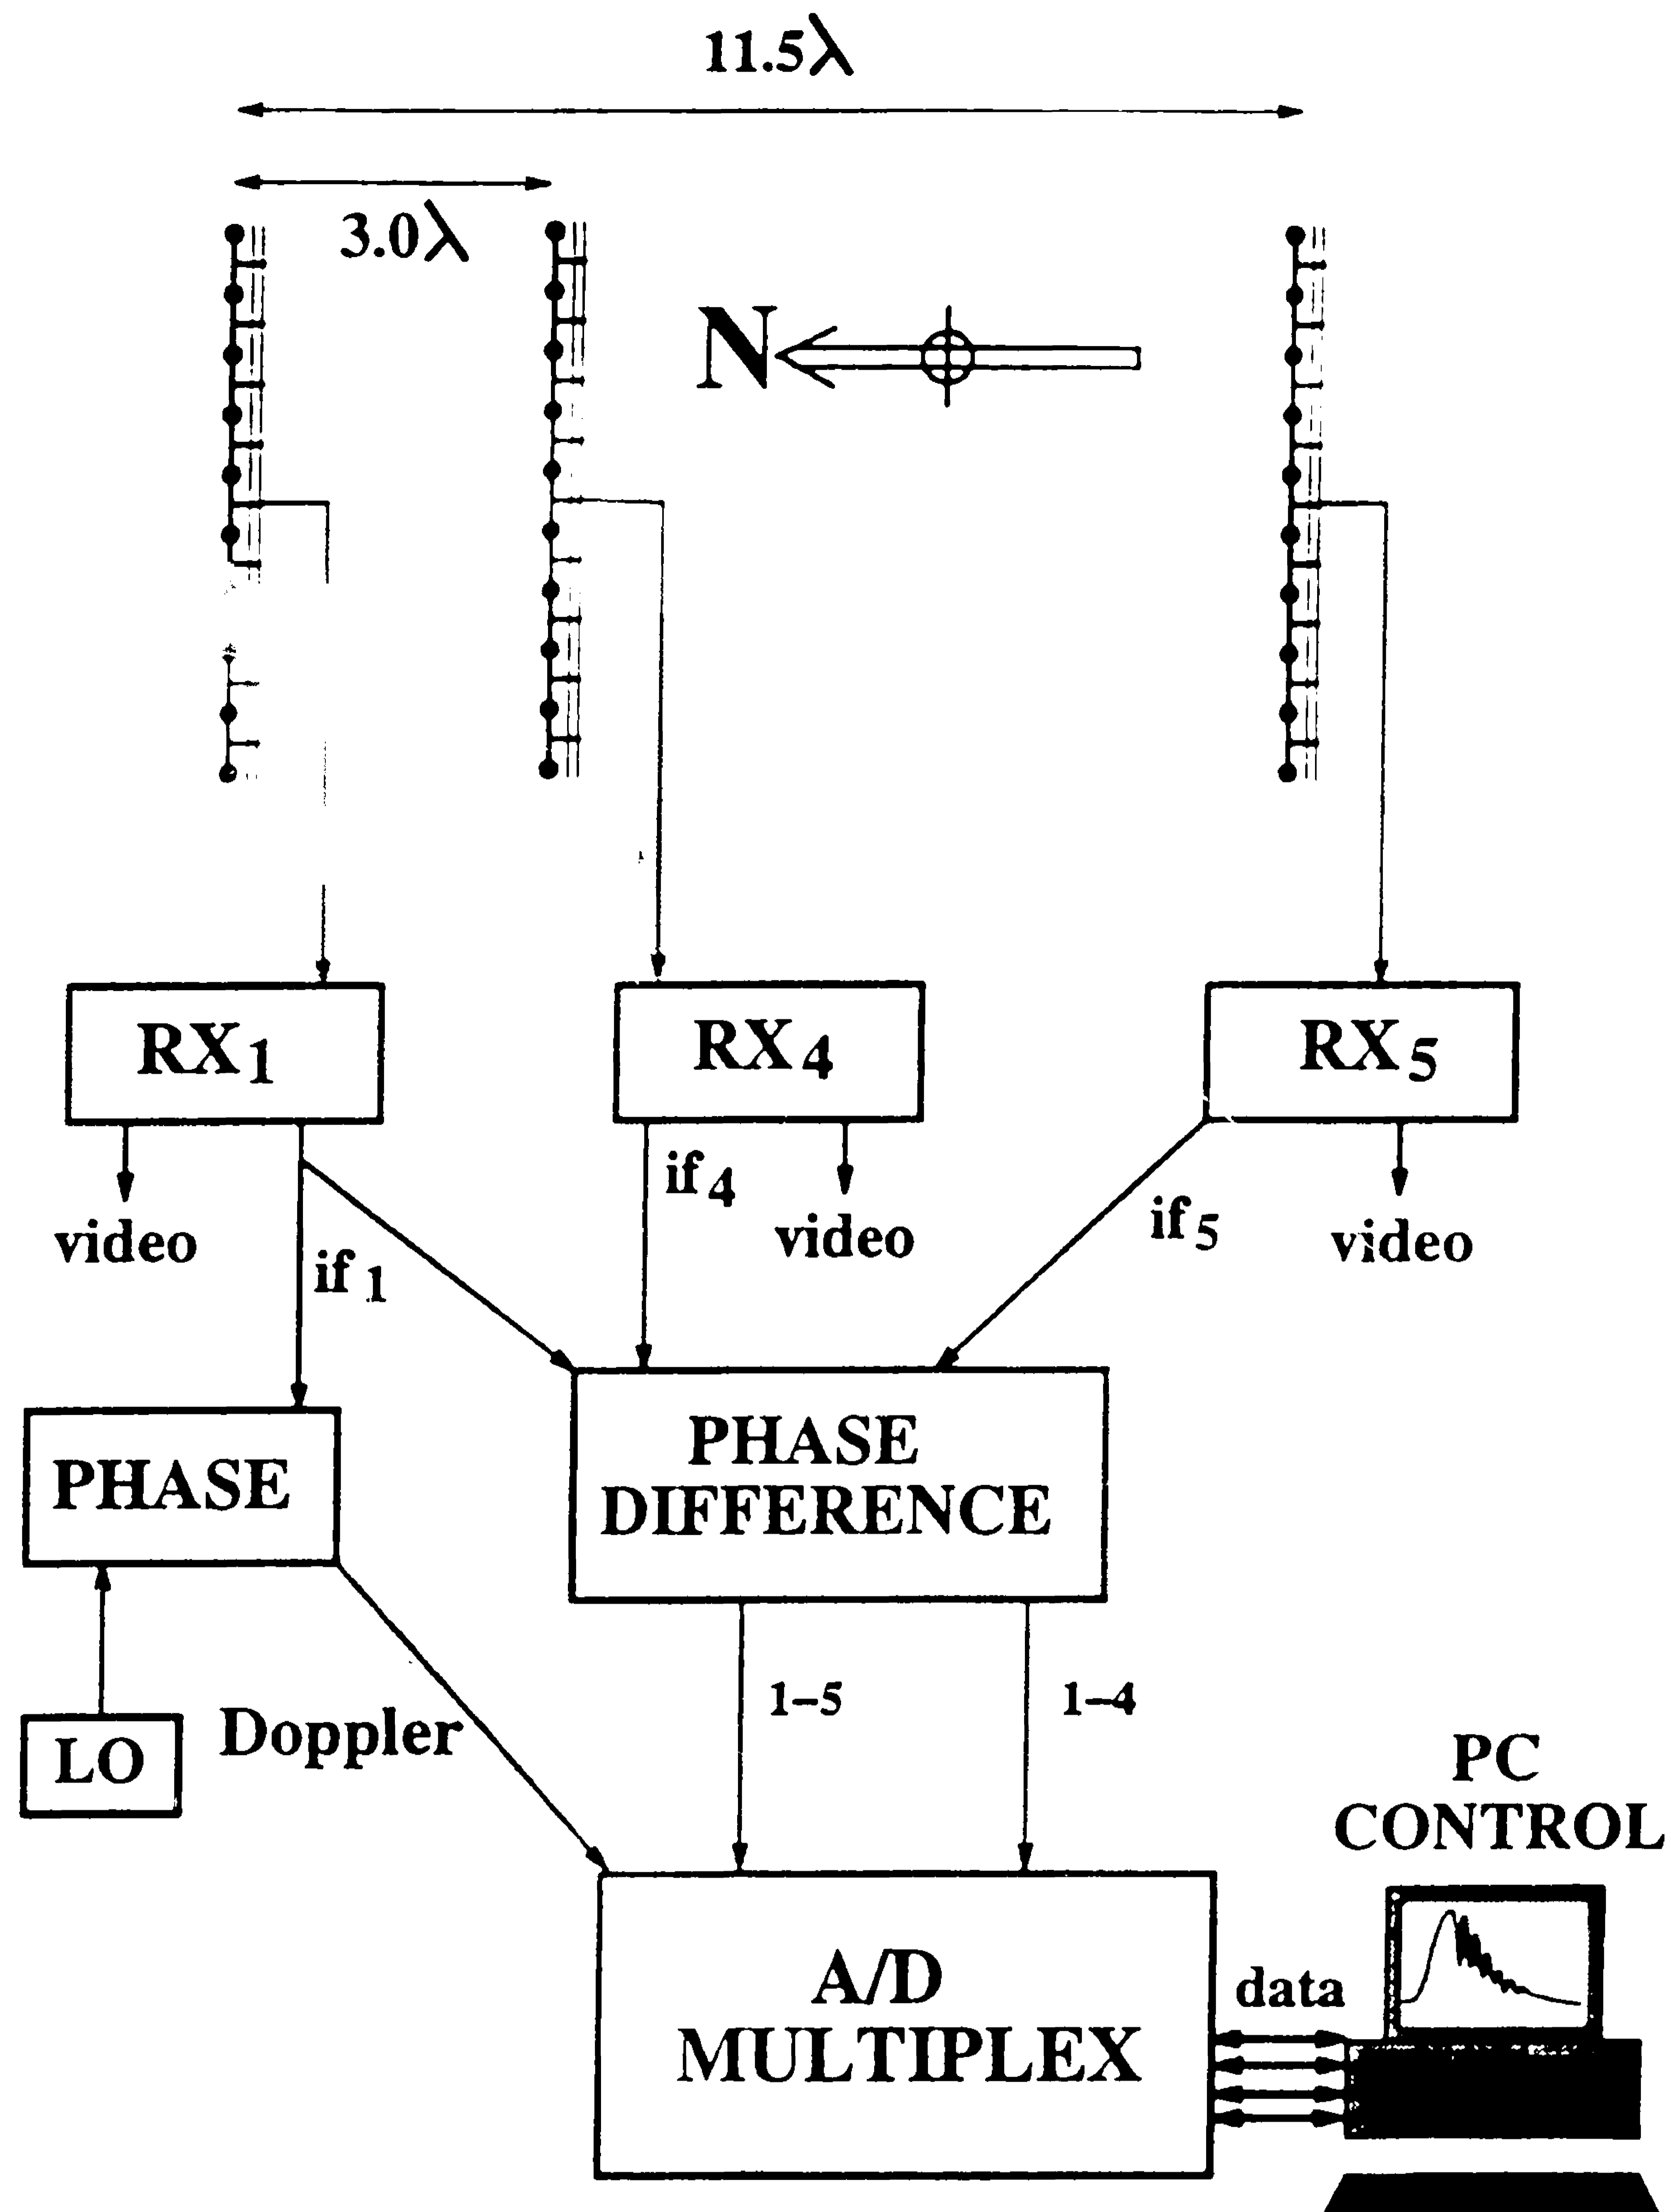 11.5λ
3.0λ
N
RX1
RX4
RX5
video
if1
if4
video
if5
video
PHASE
PHASE
DIFFERENCE
LO
Doppler
1–5
1–4
PC
CONTROL
A/D
MULTIPLEX
data